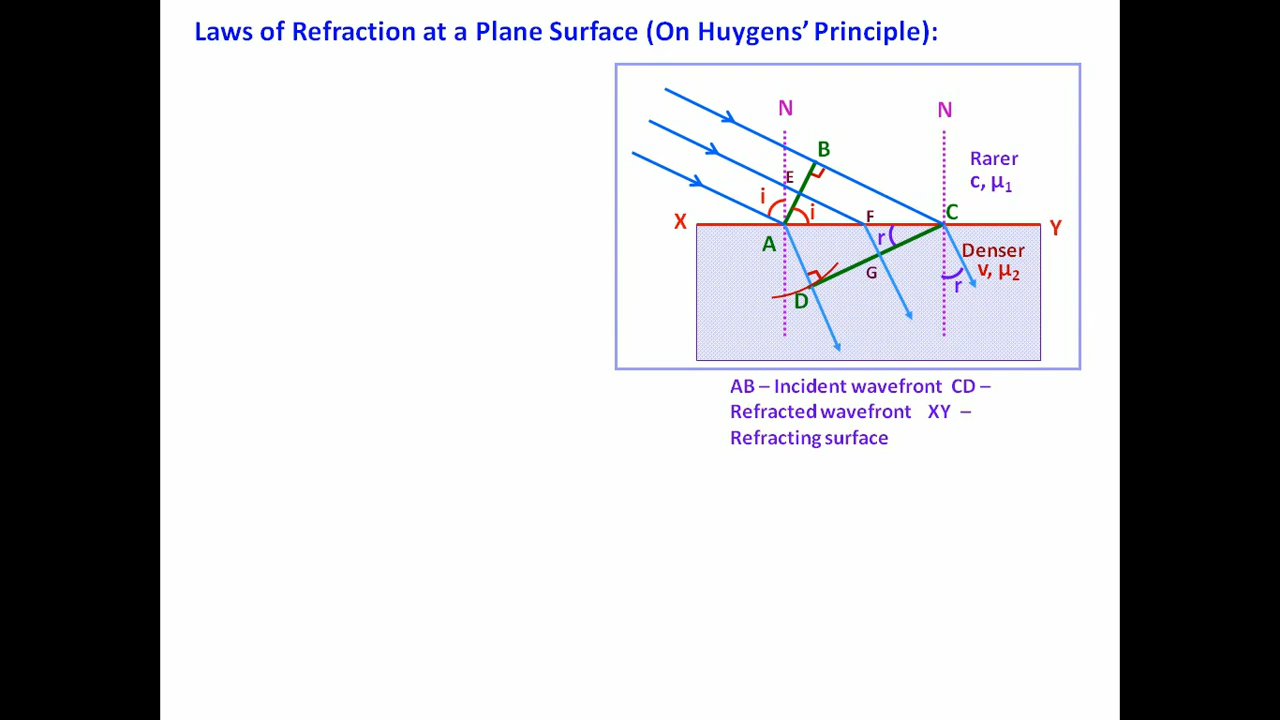 Laws of Refraction at a Plane Surface (On Huygens’ Principle):
N
N
B
Rarer
c, μ₁
E
i
i
X
F
C
Y
A
r
Denser
v, μ₂
G
r
D
AB – Incident wavefront CD –
Refracted wavefront XY –
Refracting surface